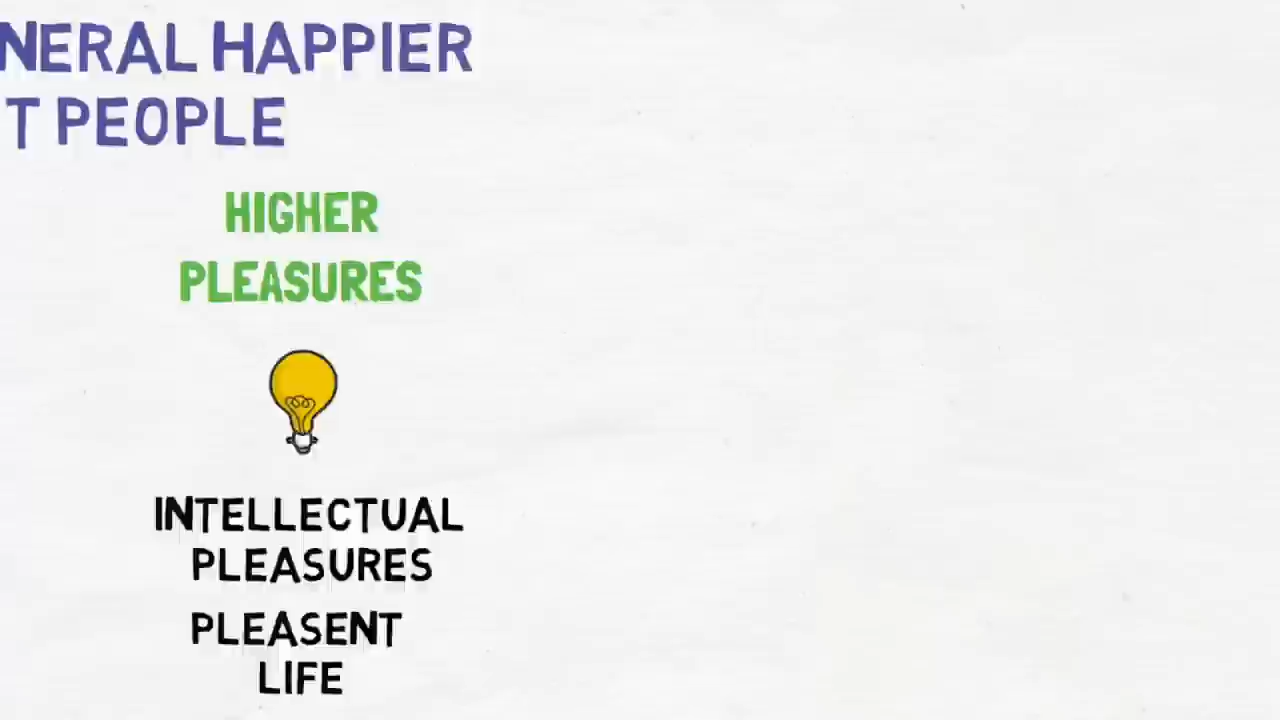 NERAL HAPPIER
T PEOPLE
HIGHER
PLEASURES
INTELLECTUAL
PLEASURES
PLEASENT
LIFE